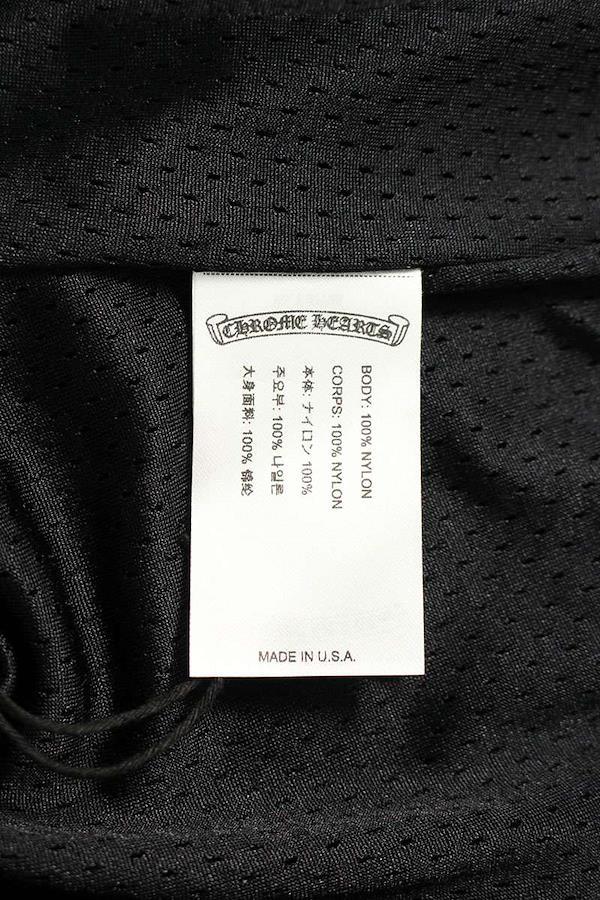 CHROME HEARTS
BODY: 100% NYLON
CORPS: 100% NYLON
本体: ナイロン 100%
주요부: 100% 나일론
大身面料: 100% 锦纶
MADE IN U.S.A.